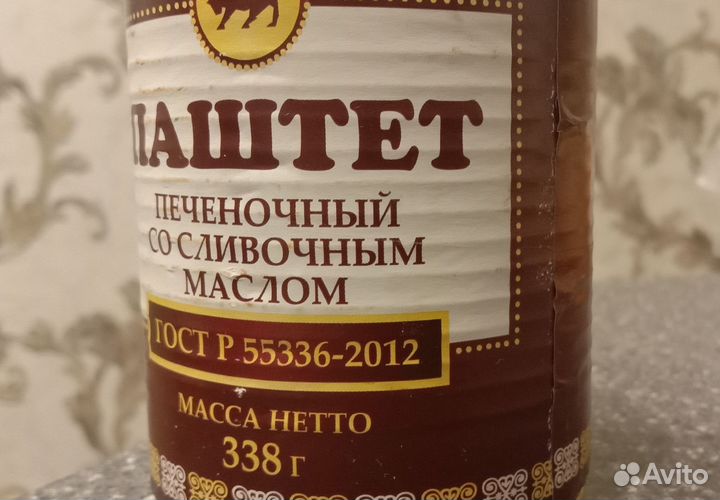 ПАШТЕТ
ПЕЧЕНОЧНЫЙ
СО СЛИВОЧНЫМ
МАСЛОМ
ГОСТ Р 55336-2012
МАССА НЕТТО
338 г
Avito